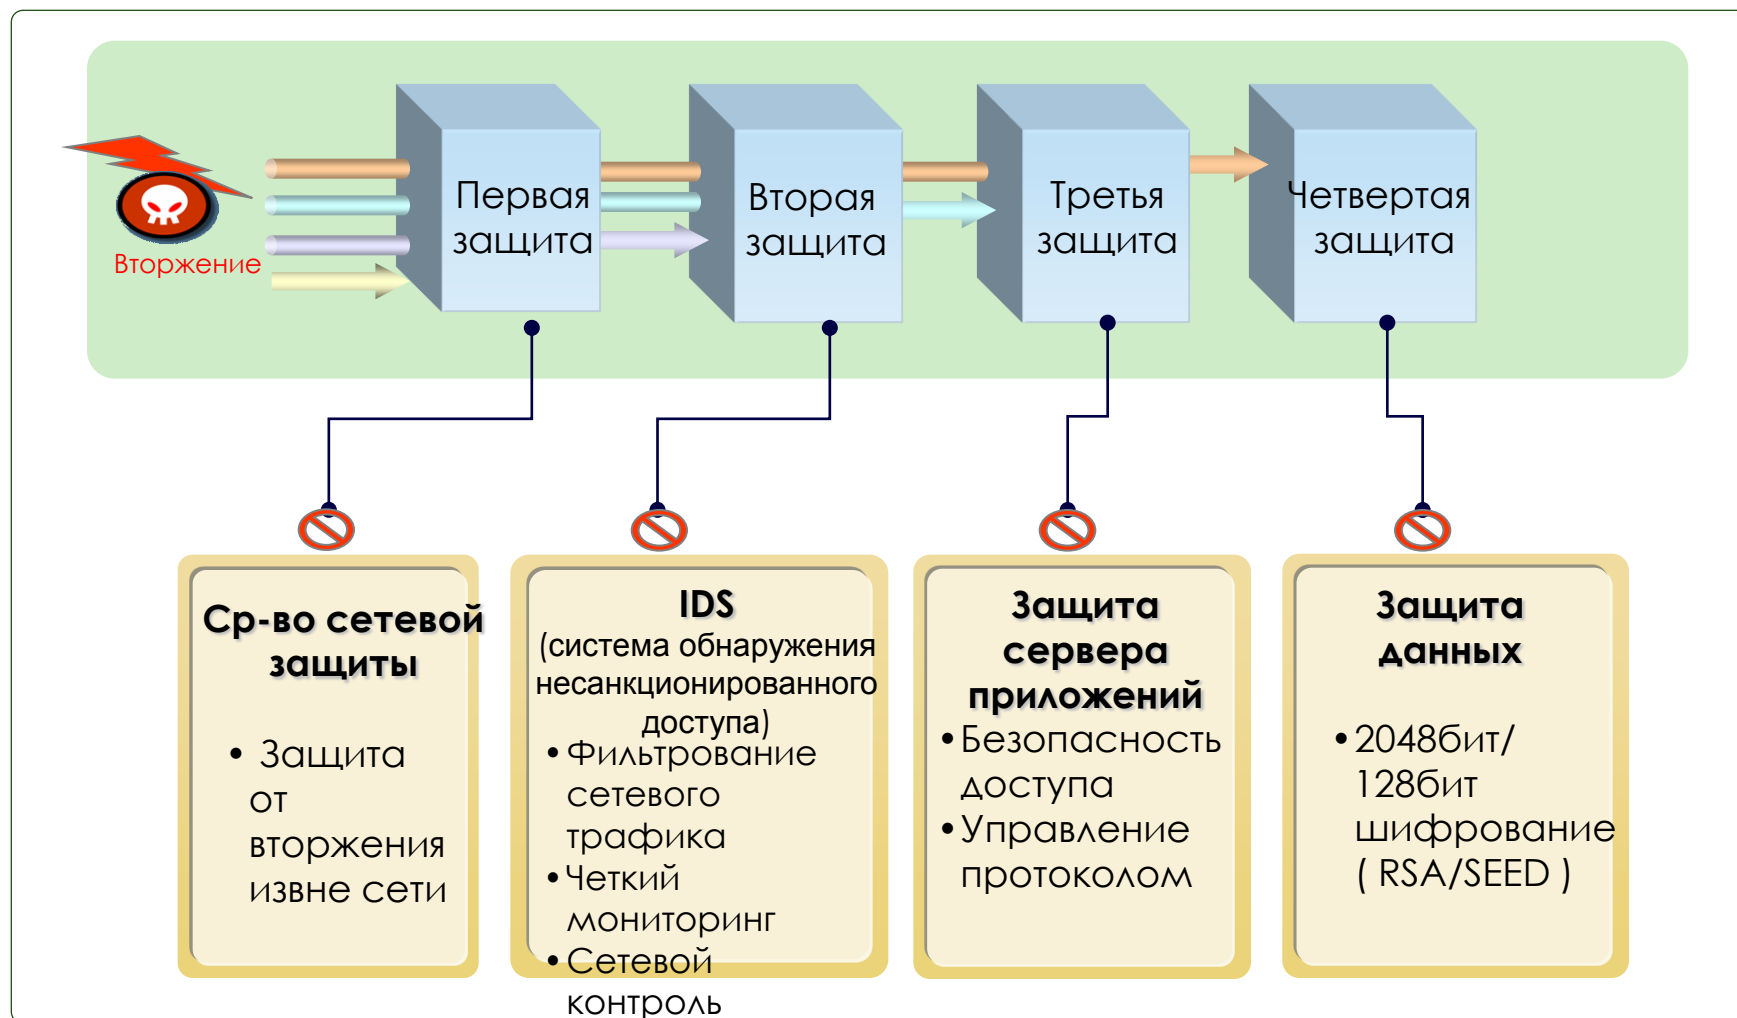 Вторжение
Первая
защита
Вторая
защита
Третья
защита
Четвертая
защита
Ср-во сетевой
защиты
• Защита
от
вторжения
извне сети
IDS
(система обнаружения
несанкционированного
доступа)
•Фильтрование
сетевого
трафика
•Четкий
мониторинг
•Сетевой
контроль
Защита
сервера
приложений
•Безопасность
доступа
•Управление
протоколом
Защита
данных
•2048бит/
128бит
шифрование
( RSA/SEED )